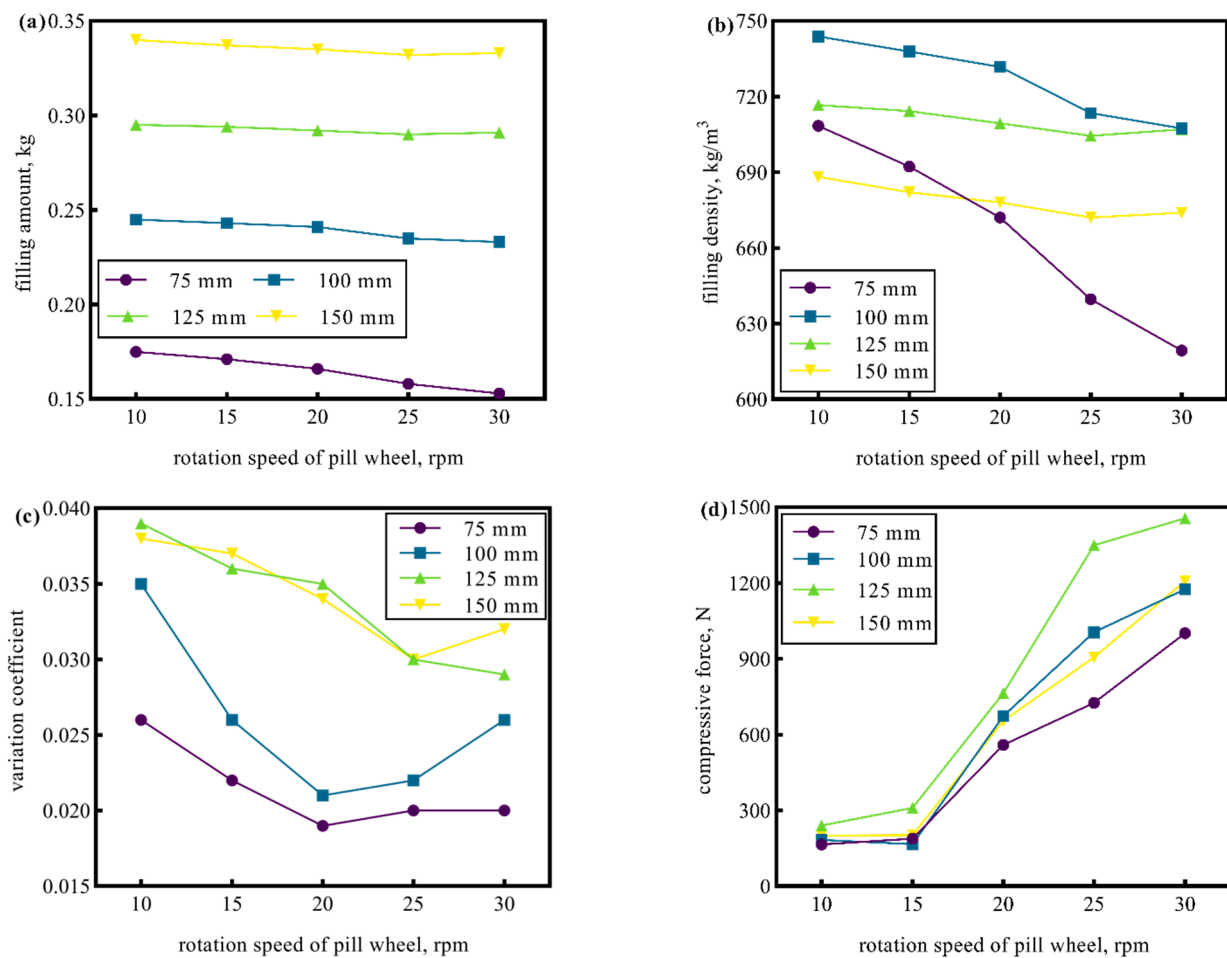 (a)
0.35
0.30
0.25
0.20
0.15
filling amount, kg
75 mm
100 mm
125 mm
150 mm
10 15 20 25 30
rotation speed of pill wheel, rpm
(b)
750
720
690
660
630
600
filling density, kg/m³
75 mm
100 mm
125 mm
150 mm
10 15 20 25 30
rotation speed of pill wheel, rpm
(c)
0.040
0.035
0.030
0.025
0.020
0.015
variation coefficient
75 mm
100 mm
125 mm
150 mm
10 15 20 25 30
rotation speed of pill wheel, rpm
(d)
1500
1200
900
600
300
0
compressive force, N
75 mm
100 mm
125 mm
150 mm
10 15 20 25 30
rotation speed of pill wheel, rpm